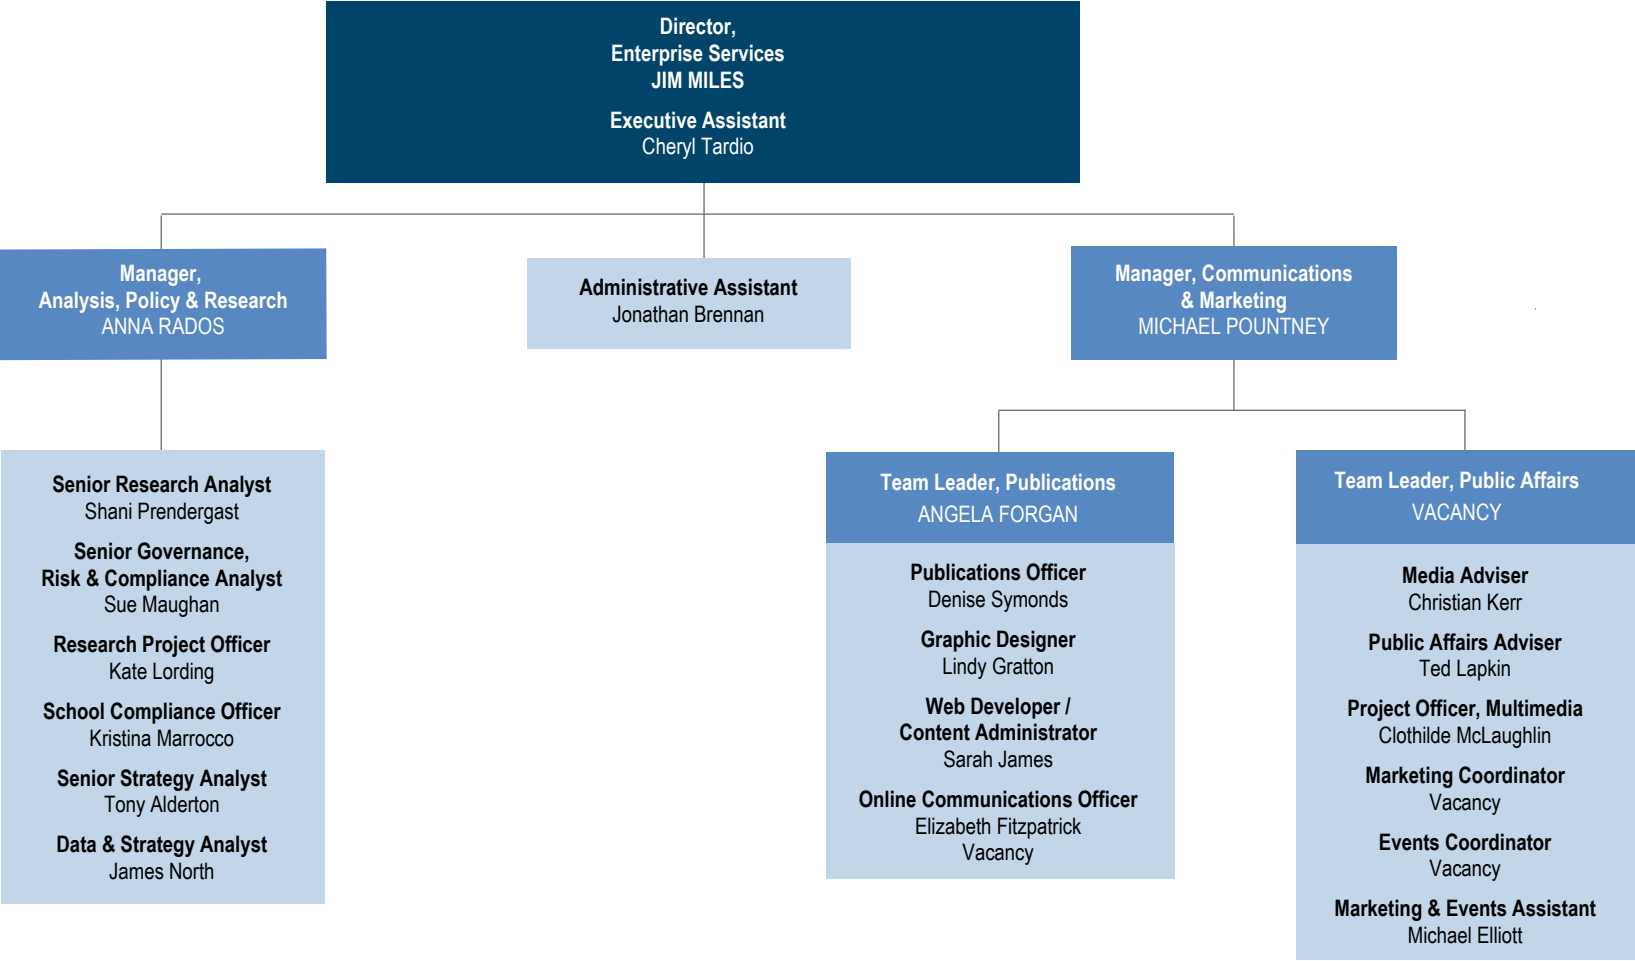 Director,
Enterprise Services
JIM MILES
Executive Assistant
Cheryl Tardio
Manager,
Analysis, Policy & Research
ANNA RADOS
Administrative Assistant
Jonathan Brennan
Manager, Communications
& Marketing
MICHAEL POUNTNEY
Senior Research Analyst
Shani Prendergast
Senior Governance,
Risk & Compliance Analyst
Sue Maughan
Research Project Officer
Kate Lording
School Compliance Officer
Kristina Marrocco
Senior Strategy Analyst
Tony Alderton
Data & Strategy Analyst
James North
Team Leader, Publications
ANGELA FORGAN
Publications Officer
Denise Symonds
Graphic Designer
Lindy Gratton
Web Developer /
Content Administrator
Sarah James
Online Communications Officer
Elizabeth Fitzpatrick
Vacancy
Team Leader, Public Affairs
VACANCY
Media Adviser
Christian Kerr
Public Affairs Adviser
Ted Lapkin
Project Officer, Multimedia
Clothilde McLaughlin
Marketing Coordinator
Vacancy
Events Coordinator
Vacancy
Marketing & Events Assistant
Michael Elliott